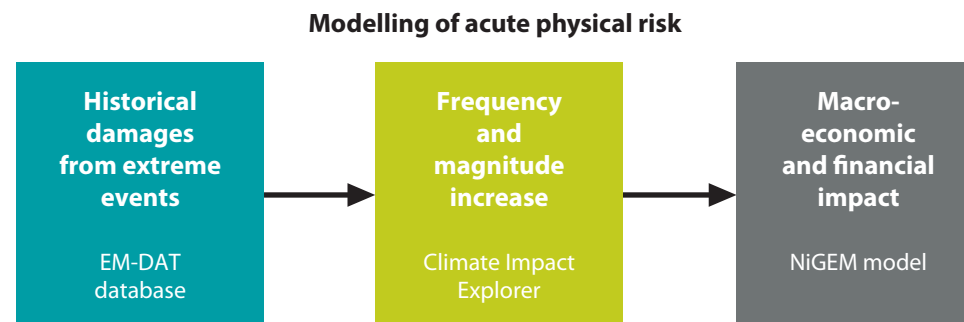 Modelling of acute physical risk
Historical
damages
from extreme
events
EM-DAT
database
Frequency
and
magnitude
increase
Climate Impact
Explorer
Macro-
economic
and financial
impact
NiGEM model